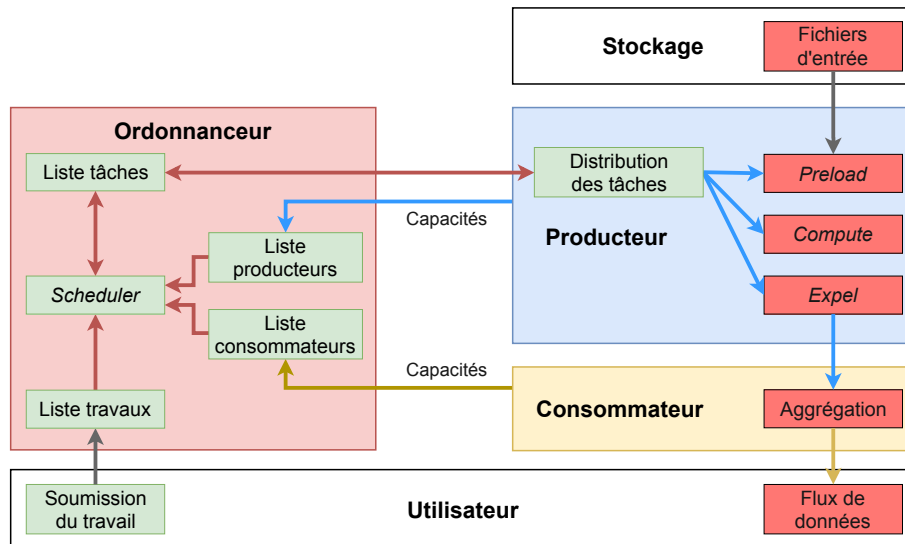 Stockage
Fichiers
d'entrée
Ordonnanceur
Liste tâches
Distribution
des tâches
Preload
Capacités
Liste
producteurs
Producteur
Compute
Scheduler
Expel
Liste
consommateurs
Capacités
Liste travaux
Consommateur
Aggrégation
Soumission
du travail
Utilisateur
Flux de
données